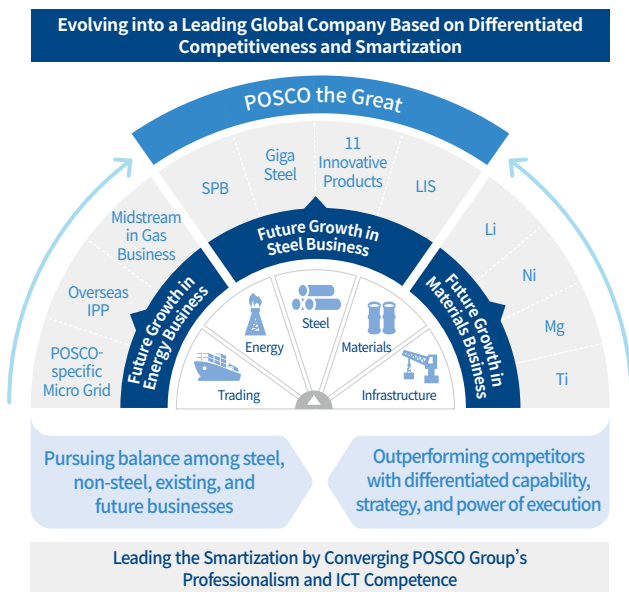 Evolving into a Leading Global Company Based on Differentiated
Competitiveness and Smartization
POSCO the Great
SPB
Giga
Steel
11
Innovative
Products
LIS
Midstream
in Gas
Business
Overseas
IPP
POSCO-
specific
Micro Grid
Li
Ni
Mg
Ti
Future Growth in
Energy Business
Future Growth in
Steel Business
Future Growth in
Materials Business
Trading
Energy
Steel
Materials
Infrastructure
Pursuing balance among steel,
non-steel, existing, and
future businesses
Outperforming competitors
with differentiated capability,
strategy, and power of execution
Leading the Smartization by Converging POSCO Group's
Professionalism and ICT Competence